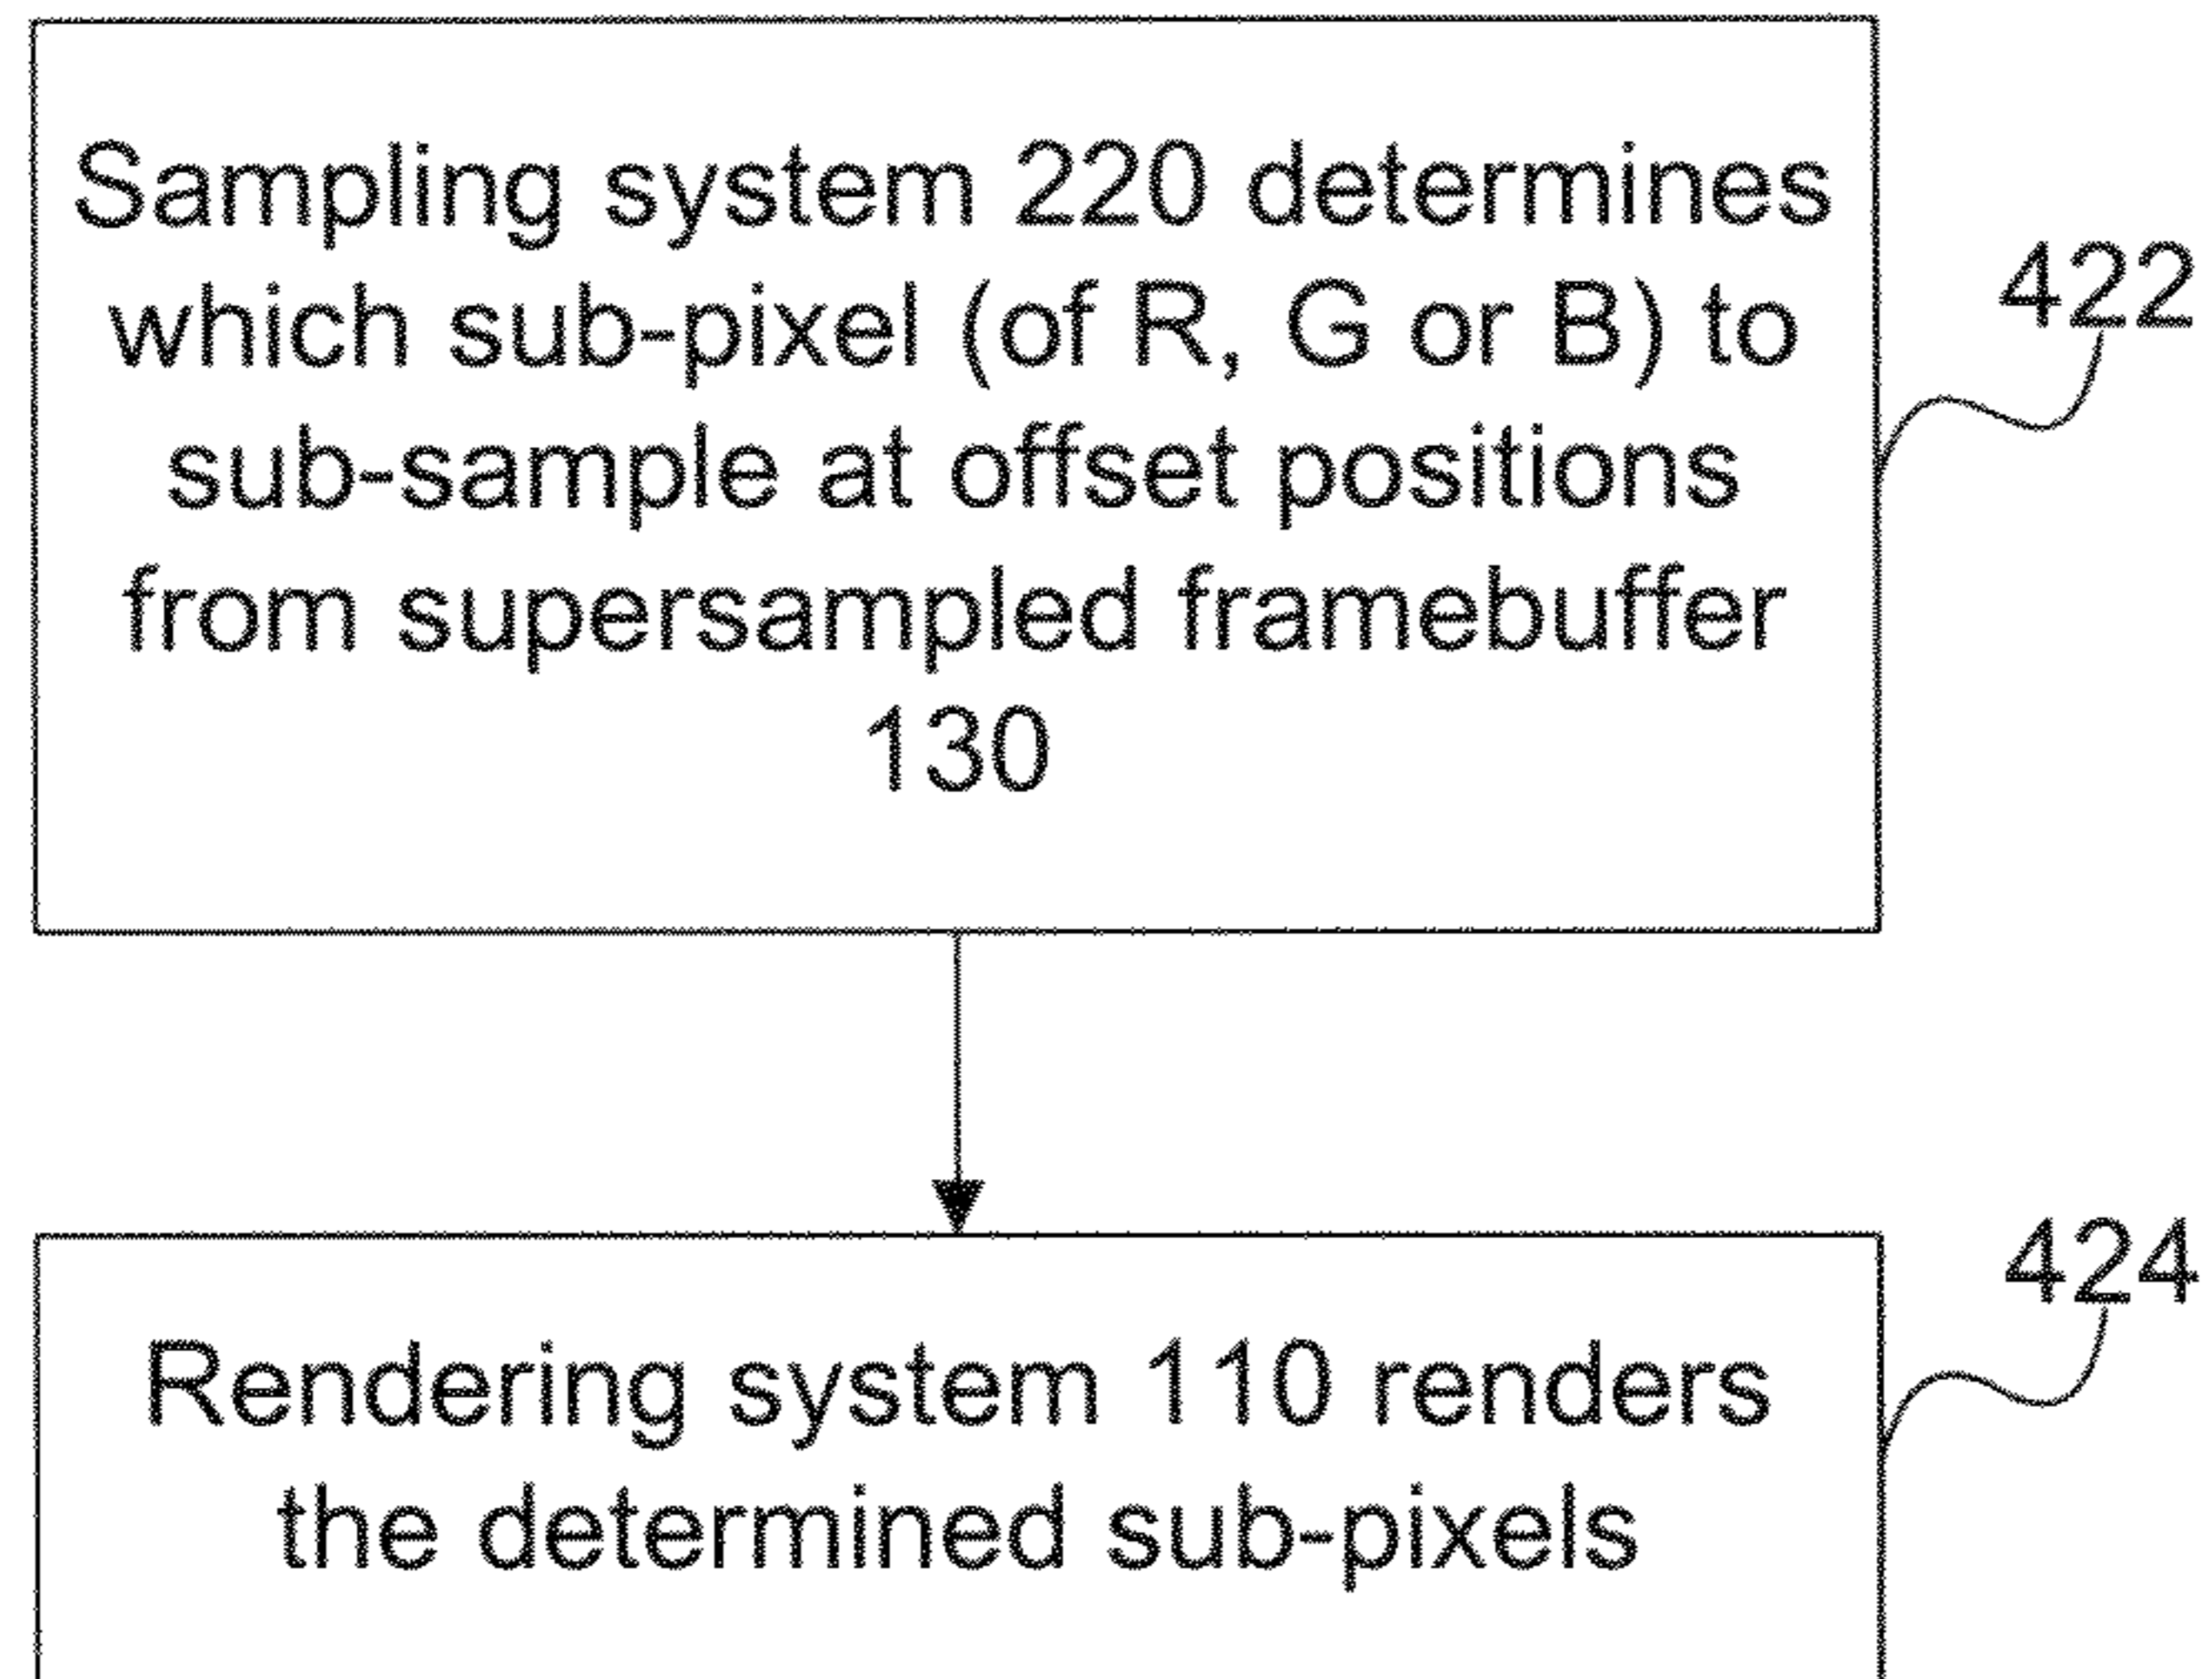 Sampling system 220 determines
which sub-pixel (of R, G or B) to
sub-sample at offset positions
from supersampled framebuffer
130
422
Rendering system 110 renders
the determined sub-pixels
424